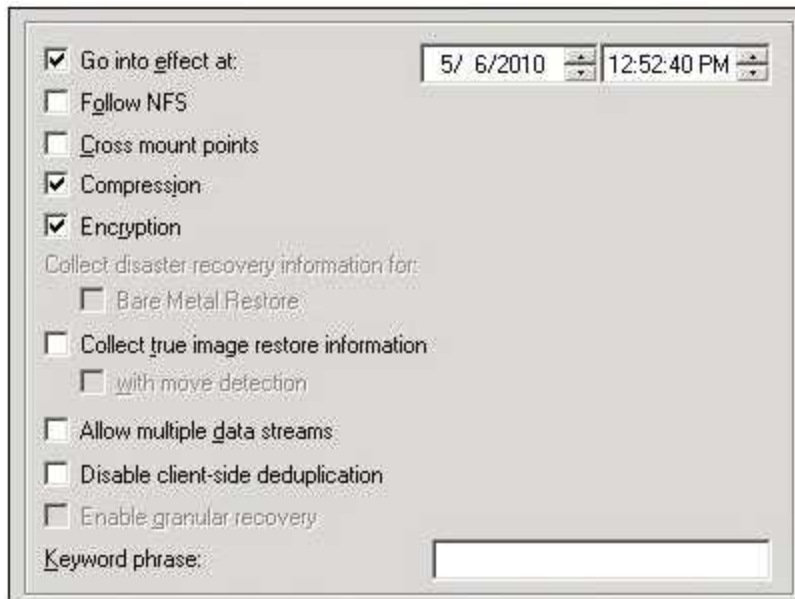 Go into effect at: 5/ 6/2010 12:52:40 PM
Follow NFS
Cross mount points
Compression
Encryption
Collect disaster recovery information for:
Bare Metal Restore
Collect true image restore information
with move detection
Allow multiple data streams
Disable client-side deduplication
Enable granular recovery
Keyword phrase: